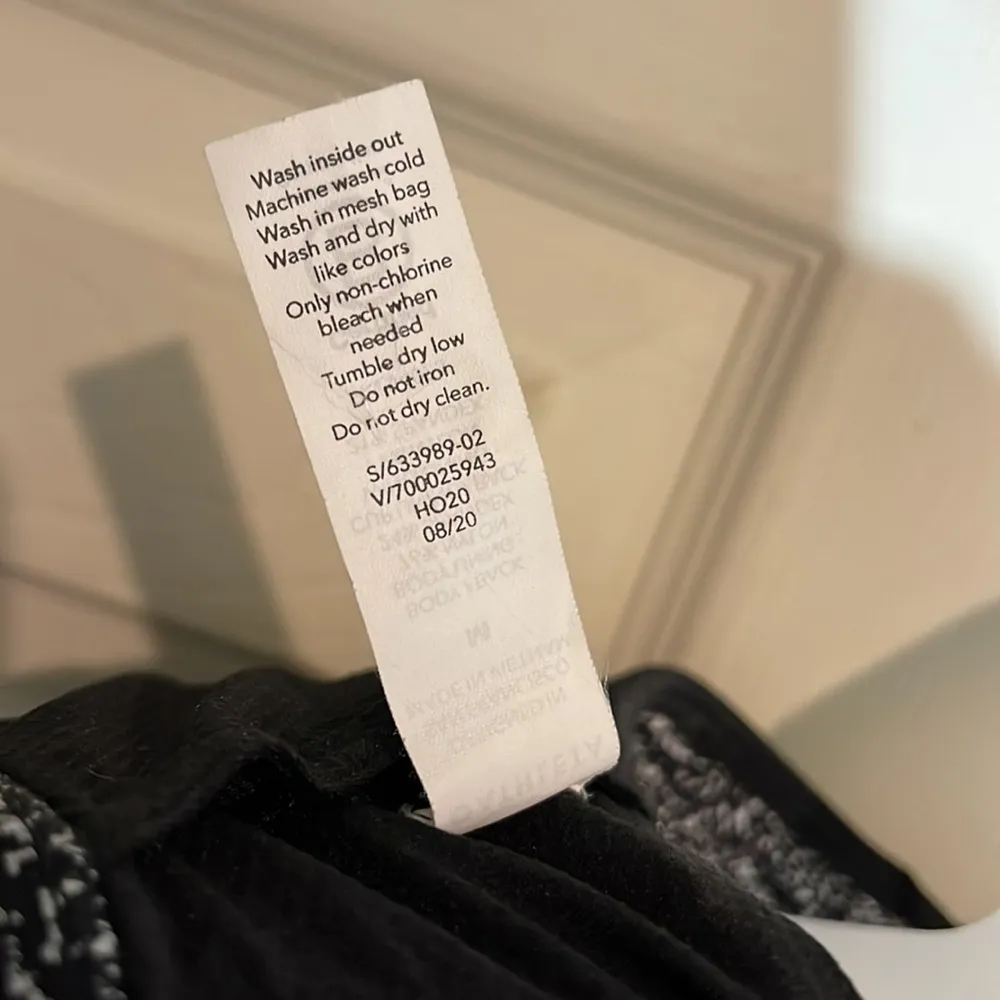 Wash inside out
Machine wash cold
Wash in mesh bag
Wash and dry with
like colors
Only non-chlorine
bleach when
needed
Tumble dry low
Do not iron
Do not dry clean.
S/633989-02
V/700025943
HO20
08/20